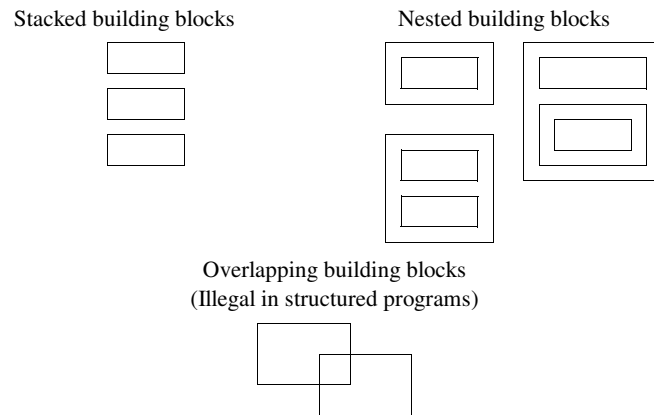 Stacked building blocks
Nested building blocks
Overlapping building blocks
(Illegal in structured programs)